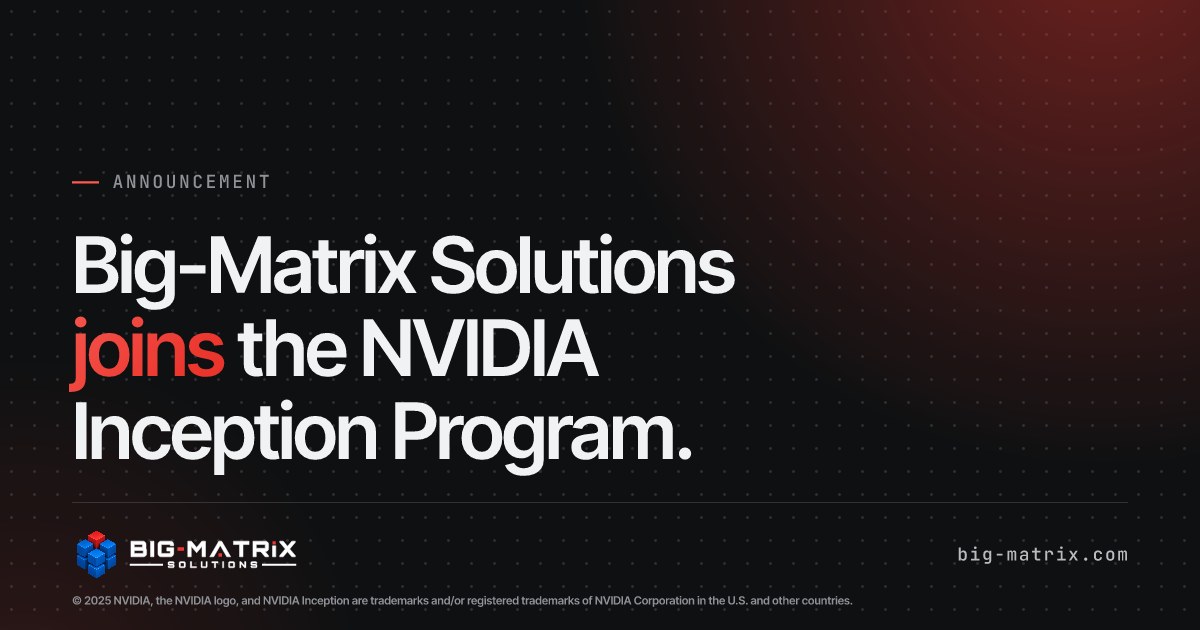 ANNOUNCEMENT
Big-Matrix Solutions
joins the NVIDIA
Inception Program.
BIG-MATRiX
SOLUTIONS
big-matrix.com
© 2025 NVIDIA, the NVIDIA logo, and NVIDIA Inception are trademarks and/or registered trademarks of NVIDIA Corporation in the U.S. and other countries.